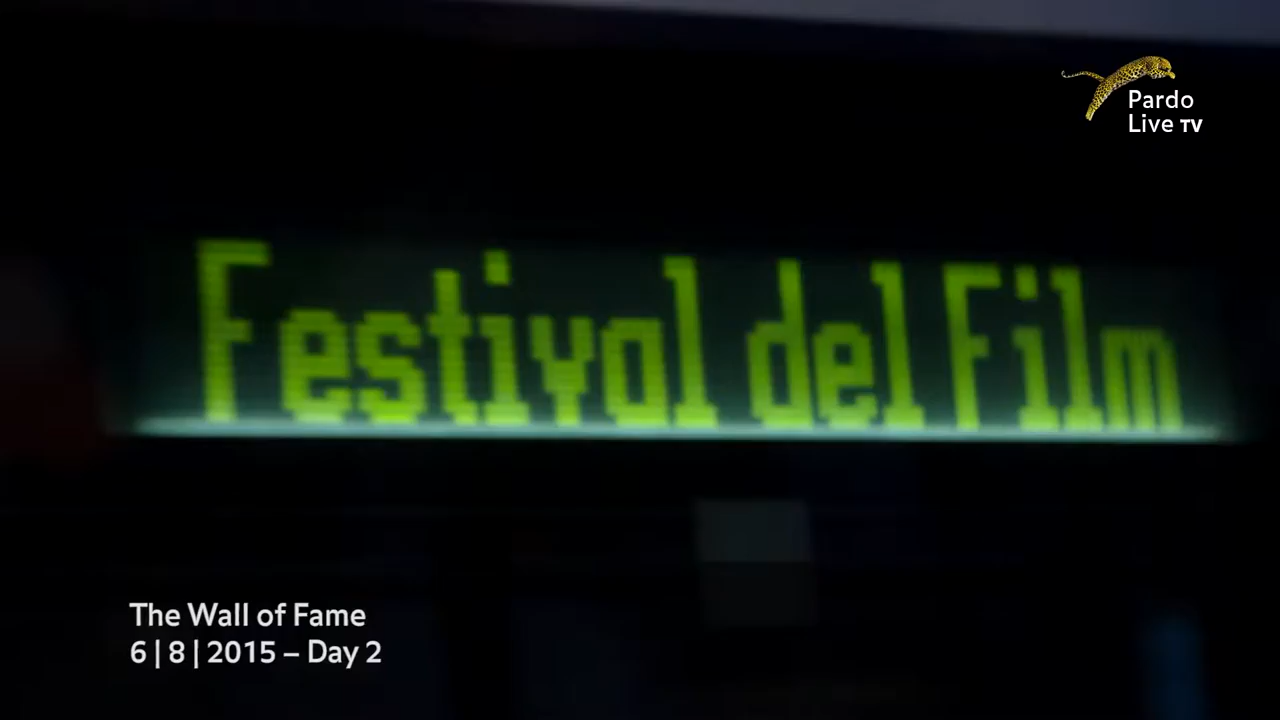 Pardo
Live TV
Festival del Film
The Wall of Fame
6 | 8 | 2015 – Day 2